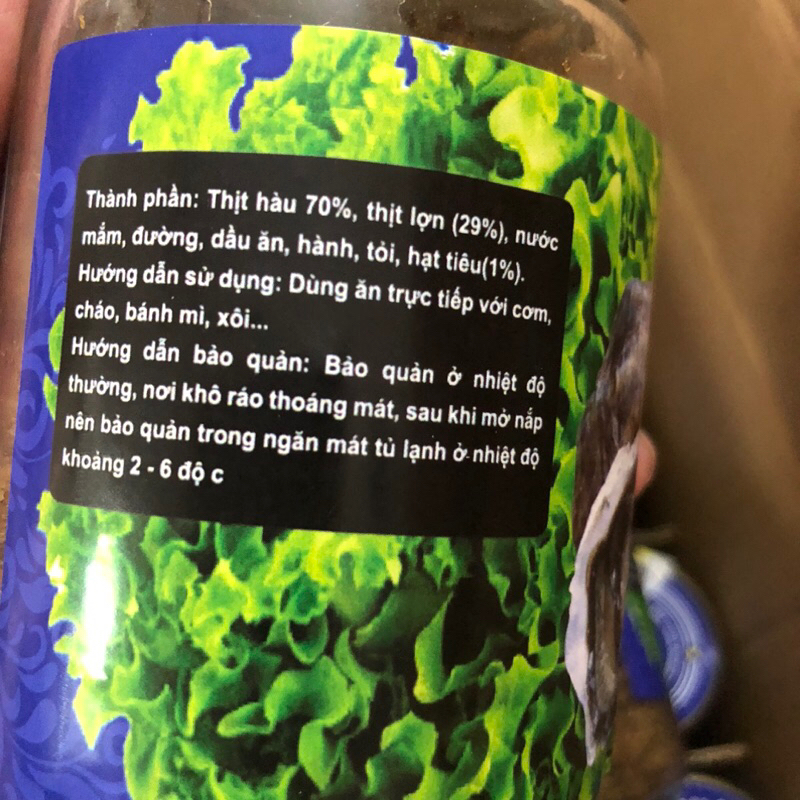 Thành phần: Thịt hàu 70%, thịt lợn (29%), nước
mắm, đường, dầu ăn, hành, tỏi, hạt tiêu(1%).
Hướng dẫn sử dụng: Dùng ăn trực tiếp với cơm,
cháo, bánh mì, xôi...
Hướng dẫn bảo quản: Bảo quản ở nhiệt độ
thường, nơi khô ráo thoáng mát, sau khi mở nắp
nên bảo quản trong ngăn mát tủ lạnh ở nhiệt độ
khoảng 2 - 6 độ c